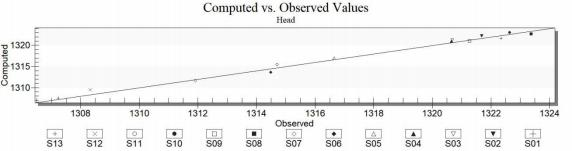 Computed vs. Observed Values
Head
1320
1315
1310
Computed
1308 1310 1312 1314 1316 1318 1320 1322 1324
Observed
S13 S12 S11 S10 S09 S08 S07 S06 S05 S04 S03 S02 S01